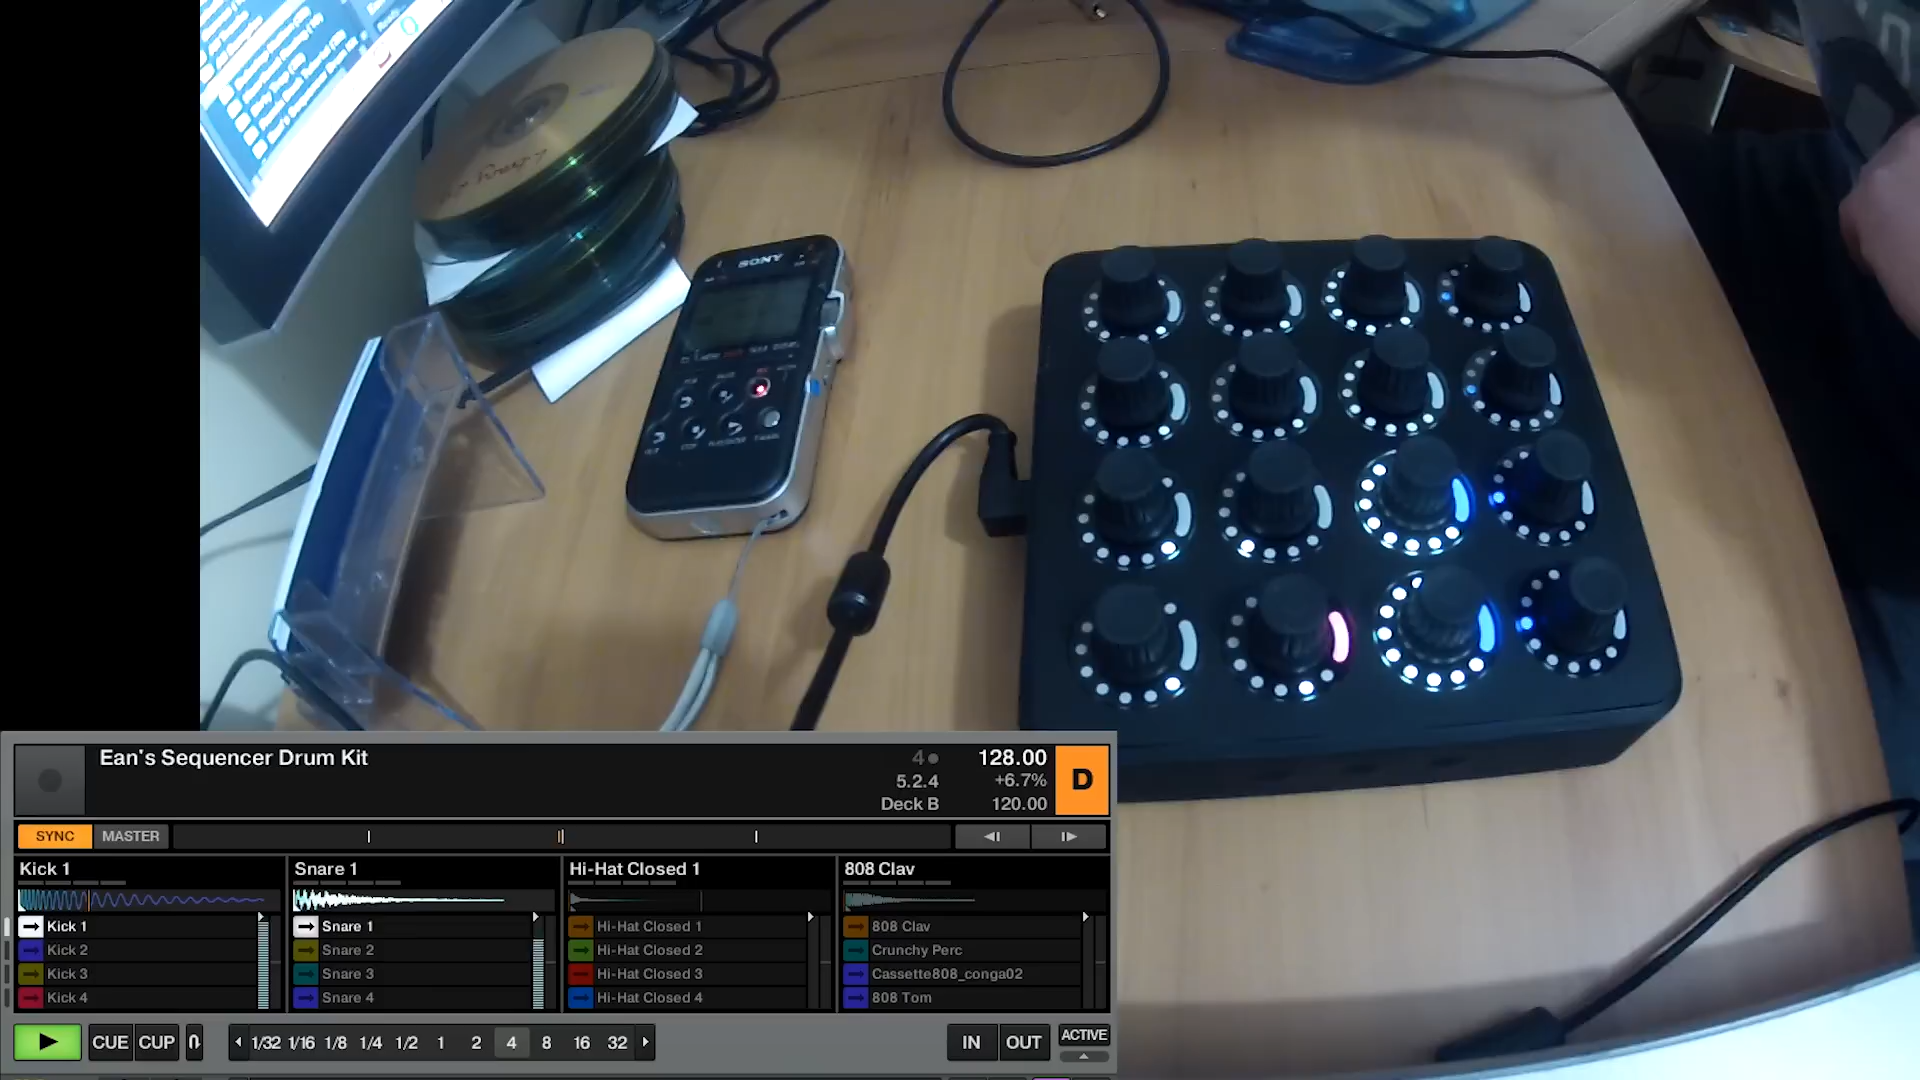 SONY
Ean's Sequencer Drum Kit
4
128.00
5.2.4
+6.7%
Deck B
120.00
D
SYNC
MASTER
Kick 1
Snare 1
Hi-Hat Closed 1
808 Clav
Kick 1
Snare 1
Hi-Hat Closed 1
808 Clav
Kick 2
Snare 2
Hi-Hat Closed 2
Crunchy Perc
Kick 3
Snare 3
Hi-Hat Closed 3
Cassette808_conga02
Kick 4
Snare 4
Hi-Hat Closed 4
808 Tom
CUE
CUP
1/32
1/16
1/8
1/4
1/2
1
2
4
8
16
32
IN
OUT
ACTIVE